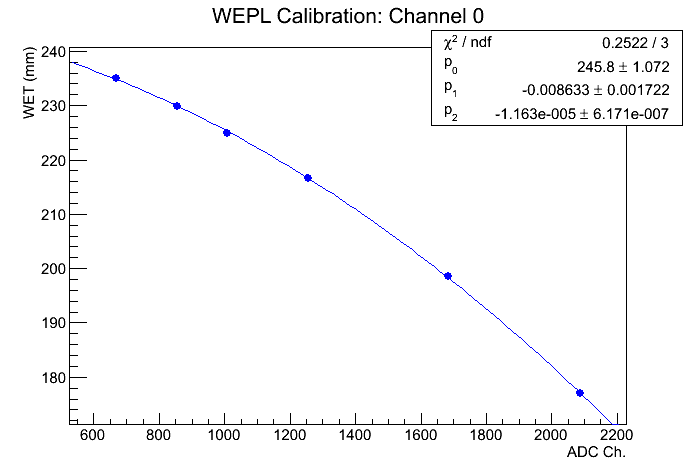 WEPL Calibration: Channel 0
χ² / ndf 0.2522 / 3
p₀ 245.8 ± 1.072
p₁ -0.008633 ± 0.001722
p₂ -1.163e-005 ± 6.171e-007
WET (mm)
240
230
220
210
200
190
180
600 800 1000 1200 1400 1600 1800 2000 2200
ADC Ch.